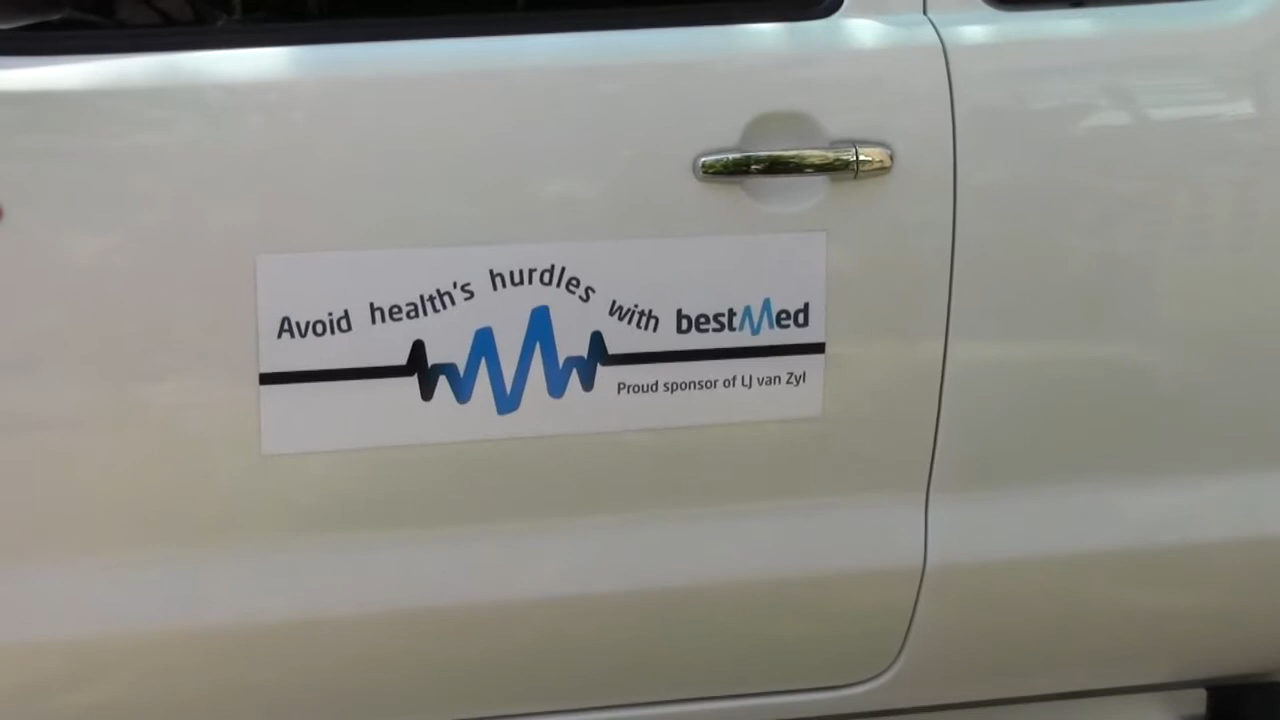 Avoid health's hurdles with bestMed
Proud sponsor of LJ van Zyl